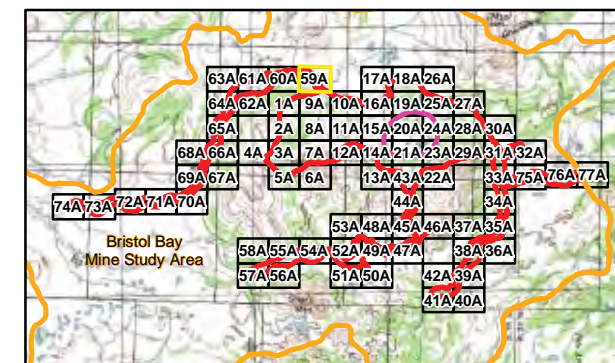 63A 61A 60A 59A 17A 18A 26A
64A 62A 1A 9A 10A 16A 19A 25A 27A
65A 2A 8A 11A 15A 20A 24A 28A 30A
68A 66A 4A 3A 7A 12A 14A 21A 23A 29A 31A 32A
69A 67A 5A 6A 13A 43A 22A 33A 75A 76A 77A
74A 73A 72A 71A 70A 44A 34A
53A 48A 45A 46A 37A 35A
Bristol Bay
Mine Study Area
58A 55A 54A 52A 49A 47A 38A 36A
57A 56A 51A 50A 42A 39A
41A 40A